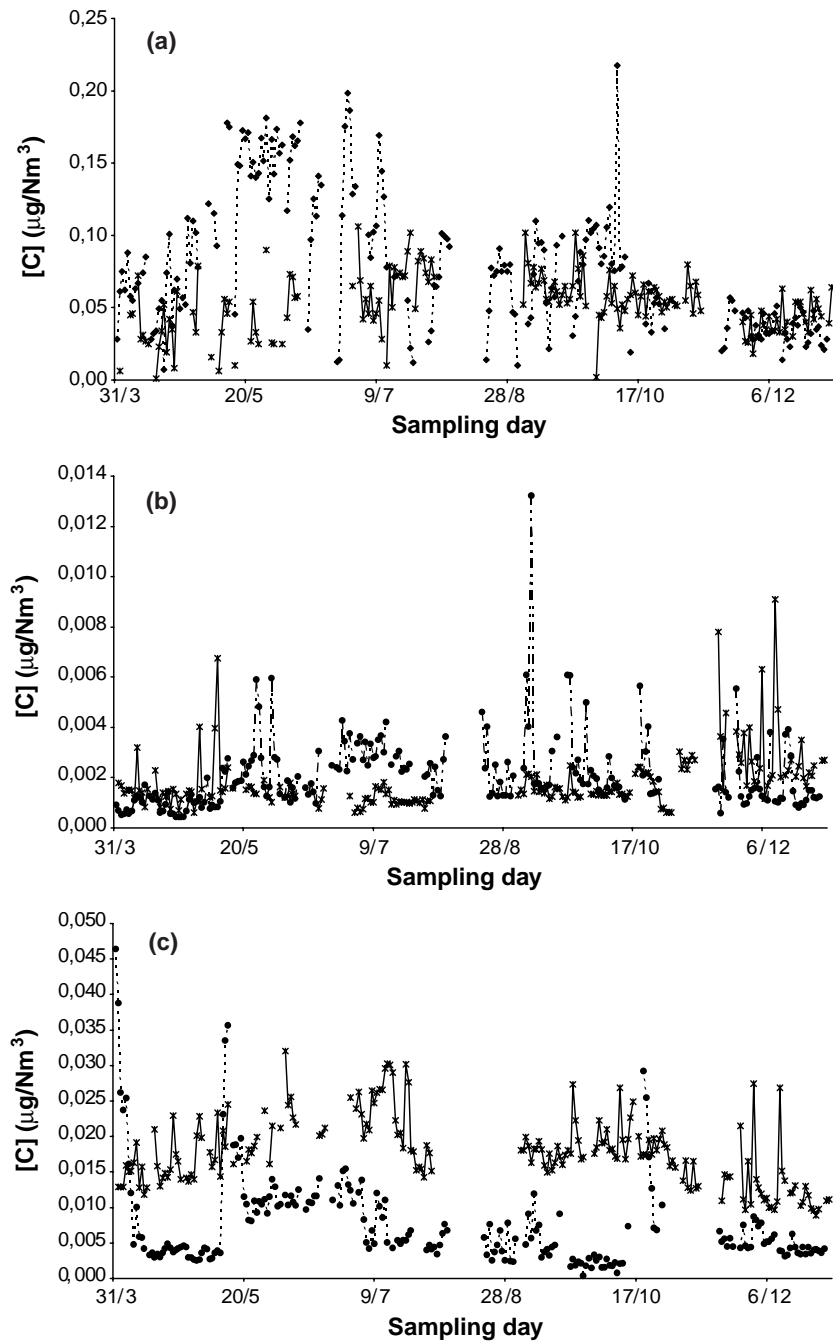 (a)
[C] (μg/Nm³)
0,25
0,20
0,15
0,10
0,05
0,00
31/3 20/5 9/7 28/8 17/10 6/12
Sampling day
(b)
[C] (μg/Nm³)
0,014
0,012
0,010
0,008
0,006
0,004
0,002
0,000
31/3 20/5 9/7 28/8 17/10 6/12
Sampling day
(c)
[C] (μg/Nm³)
0,050
0,045
0,040
0,035
0,030
0,025
0,020
0,015
0,010
0,005
0,000
31/3 20/5 9/7 28/8 17/10 6/12
Sampling day